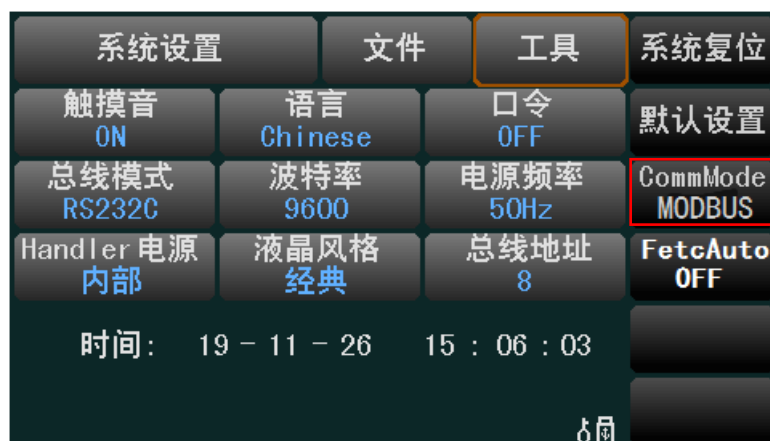 系统设置 文件 工具 系统复位
触摸音 语言 口令 默认设置
ON Chinese OFF
总线模式 波特率 电源频率 CommMode
RS232C 9600 50Hz MODBUS
Handler电源 液晶风格 总线地址 FetcAuto
内部 经典 8 OFF
时间: 19 - 11 - 26 15 : 06 : 03